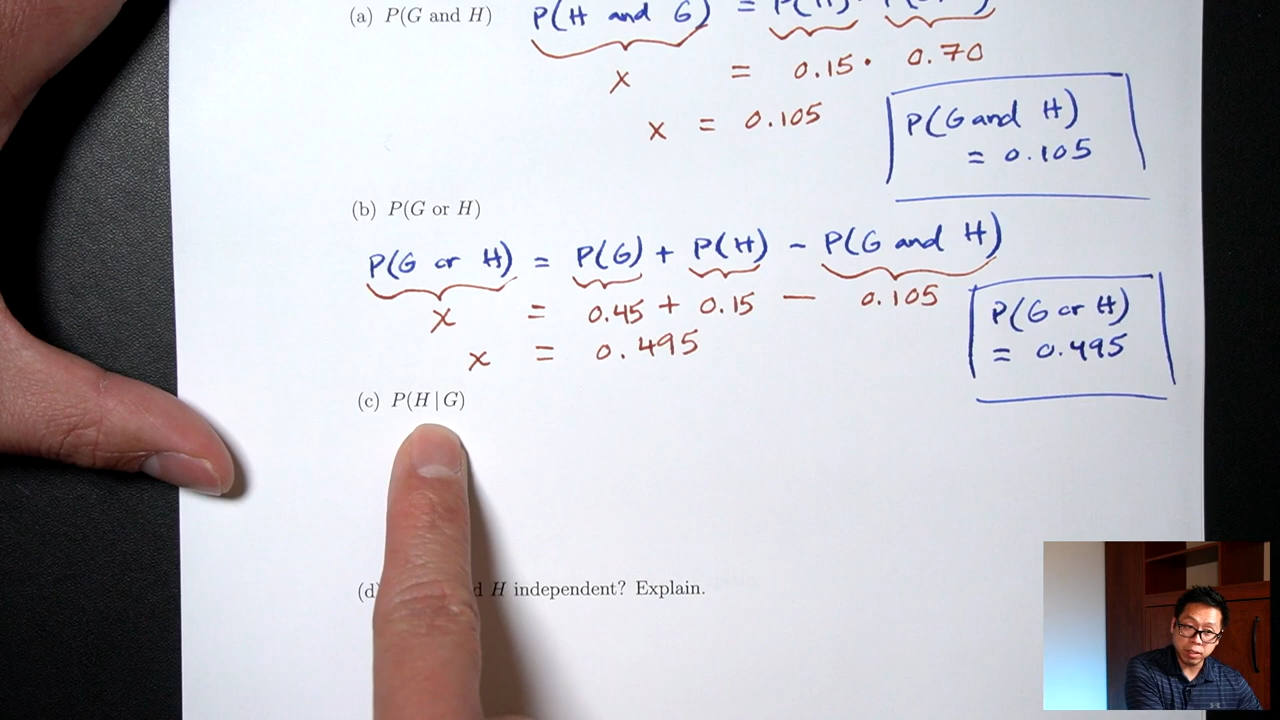 (a) P(G and H) P(H and G) =
x = 0.15 · 0.70
x = 0.105
P(G and H)
= 0.105
(b) P(G or H)
P(G or H) = P(G) + P(H) - P(G and H)
x = 0.45 + 0.15 - 0.105
x = 0.495
P(G or H)
= 0.495
(c) P(H | G)
(d) H independent? Explain.